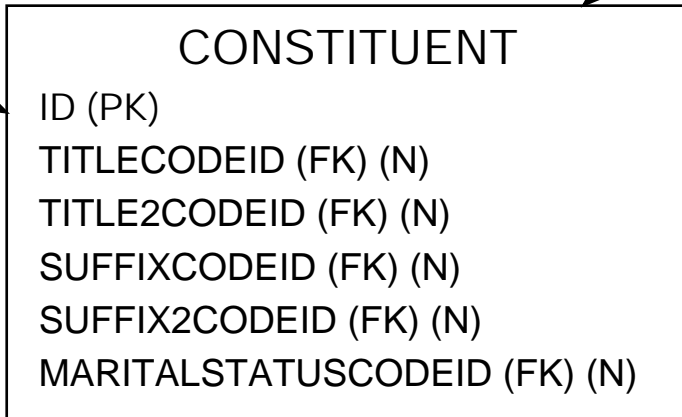 CONSTITUENT
ID (PK)
TITLECODEID (FK) (N)
TITLE2CODEID (FK) (N)
SUFFIXCODEID (FK) (N)
SUFFIX2CODEID (FK) (N)
MARITALSTATUSCODEID (FK) (N)